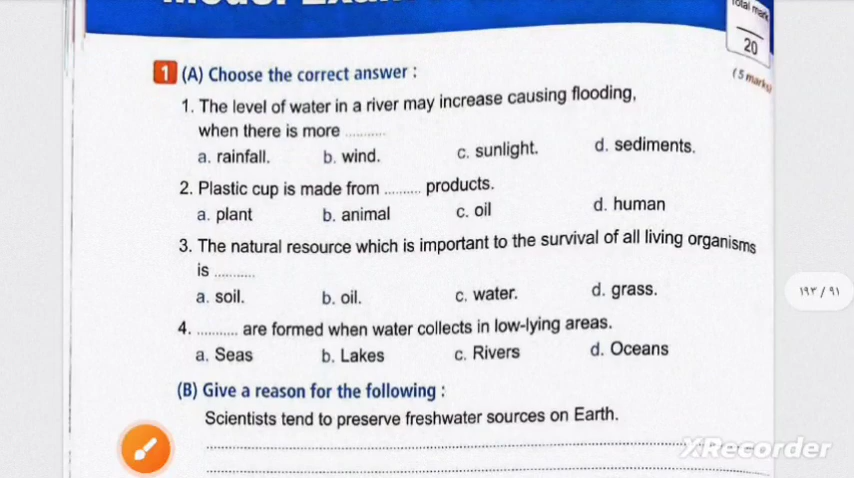 Total mark
20
1 (A) Choose the correct answer :
(5 marks)
1. The level of water in a river may increase causing flooding,
when there is more ..........
a. rainfall. b. wind. c. sunlight. d. sediments.
2. Plastic cup is made from ......... products.
a. plant b. animal c. oil d. human
3. The natural resource which is important to the survival of all living organisms
is ..........
a. soil. b. oil. c. water. d. grass.
١٩٣ / ٩١
4. .......... are formed when water collects in low-lying areas.
a. Seas b. Lakes c. Rivers d. Oceans
(B) Give a reason for the following :
Scientists tend to preserve freshwater sources on Earth.
XRecorder